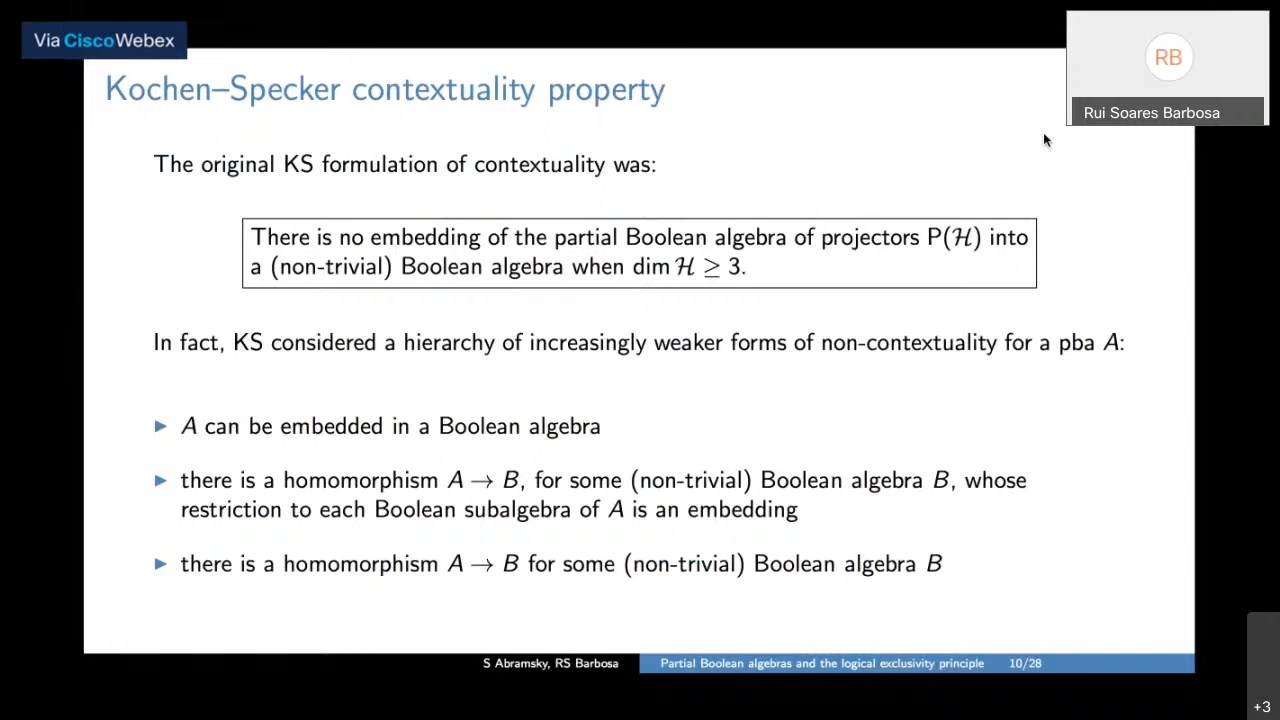 Via Cisco Webex
RB
Rui Soares Barbosa
Kochen–Specker contextuality property
The original KS formulation of contextuality was:
There is no embedding of the partial Boolean algebra of projectors P(ℋ) into
a (non-trivial) Boolean algebra when dim ℋ ≥ 3.
In fact, KS considered a hierarchy of increasingly weaker forms of non-contextuality for a pba A:
▶ A can be embedded in a Boolean algebra
▶ there is a homomorphism A → B, for some (non-trivial) Boolean algebra B, whose
restriction to each Boolean subalgebra of A is an embedding
▶ there is a homomorphism A → B for some (non-trivial) Boolean algebra B
S Abramsky, RS Barbosa
Partial Boolean algebras and the logical exclusivity principle 10/28
+3